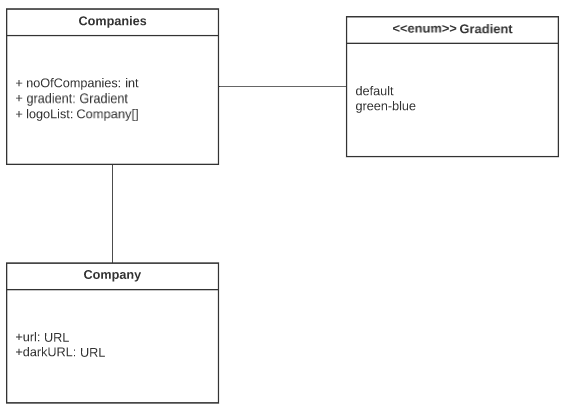 Companies
+ noOfCompanies: int
+ gradient: Gradient
+ logoList: Company[]
<<enum>> Gradient
default
green-blue
Company
+url: URL
+darkURL: URL